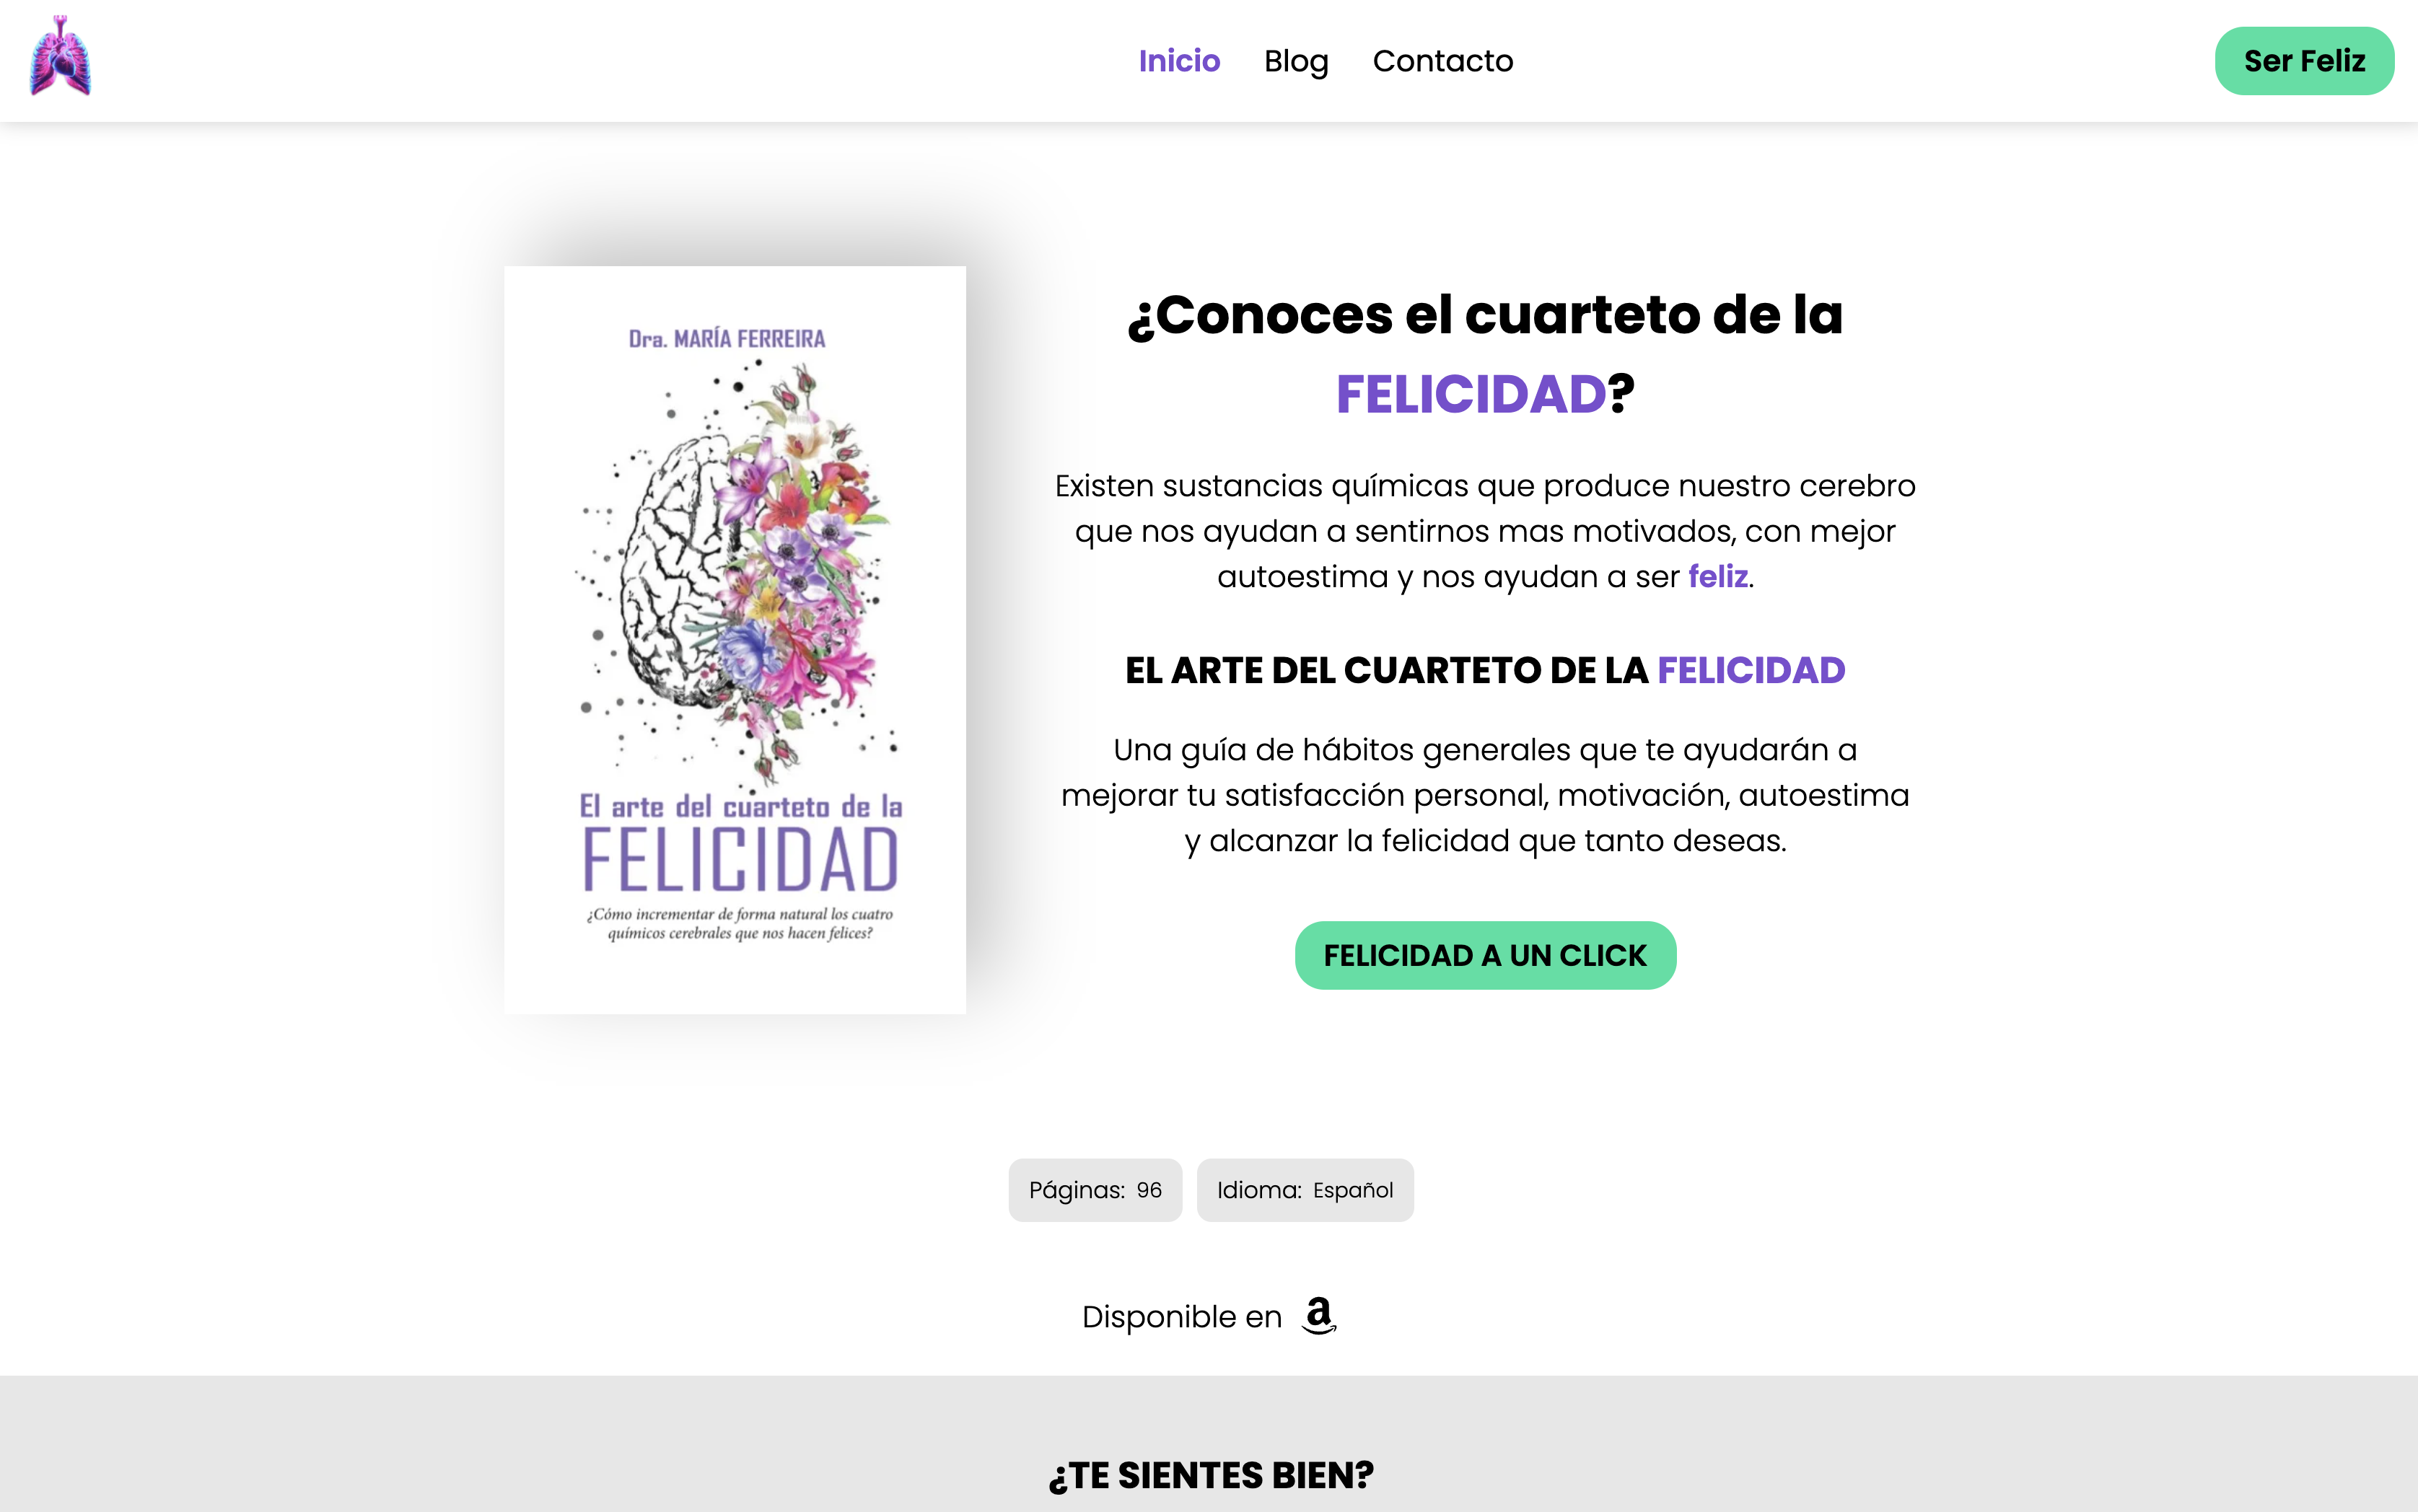 Inicio Blog Contacto
Ser Feliz
Dra. MARÍA FERREIRA
El arte del cuarteto de la
FELICIDAD
¿Cómo incrementar de forma natural los cuatro
químicos cerebrales que nos hacen felices?
¿Conoces el cuarteto de la
FELICIDAD?
Existen sustancias químicas que produce nuestro cerebro
que nos ayudan a sentirnos mas motivados, con mejor
autoestima y nos ayudan a ser feliz.
EL ARTE DEL CUARTETO DE LA FELICIDAD
Una guía de hábitos generales que te ayudarán a
mejorar tu satisfacción personal, motivación, autoestima
y alcanzar la felicidad que tanto deseas.
FELICIDAD A UN CLICK
Páginas: 96
Idioma: Español
Disponible en
¿TE SIENTES BIEN?